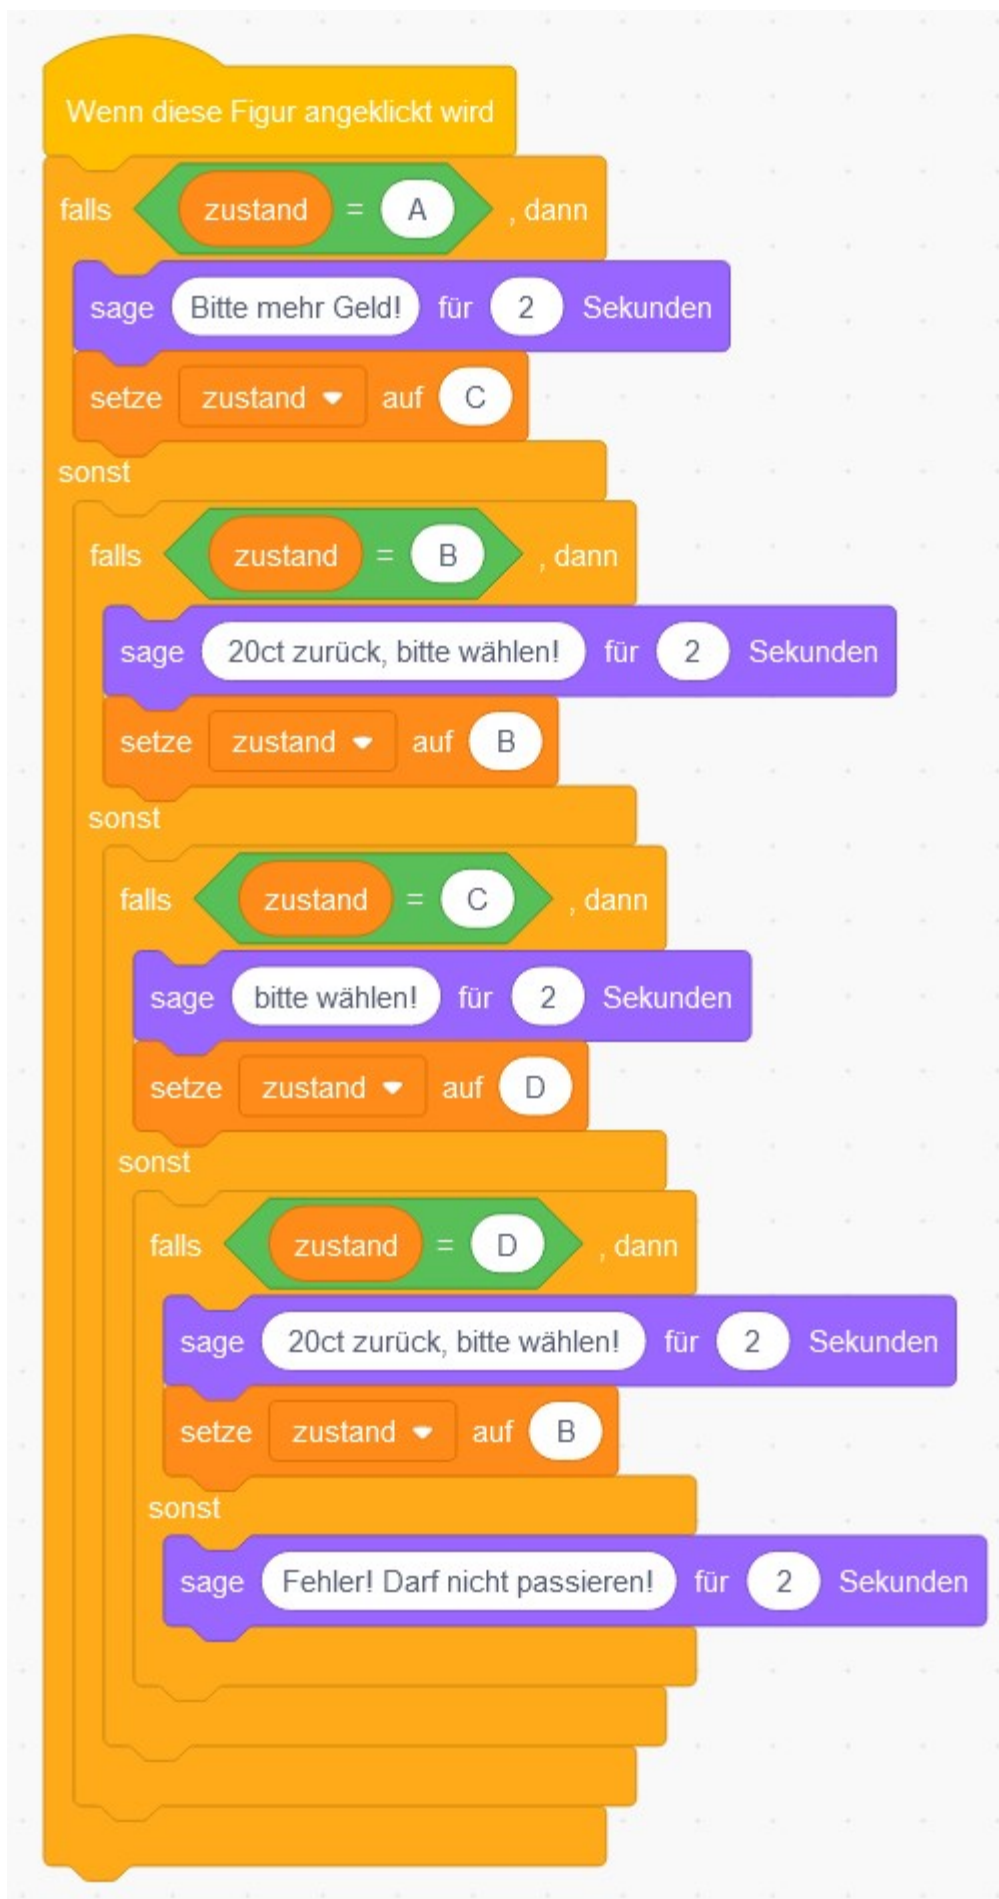 Wenn diese Figur angeklickt wird
falls zustand = A , dann
sage Bitte mehr Geld! für 2 Sekunden
setze zustand auf C
sonst
falls zustand = B , dann
sage 20ct zurück, bitte wählen! für 2 Sekunden
setze zustand auf B
sonst
falls zustand = C , dann
sage bitte wählen! für 2 Sekunden
setze zustand auf D
sonst
falls zustand = D , dann
sage 20ct zurück, bitte wählen! für 2 Sekunden
setze zustand auf B
sonst
sage Fehler! Darf nicht passieren! für 2 Sekunden